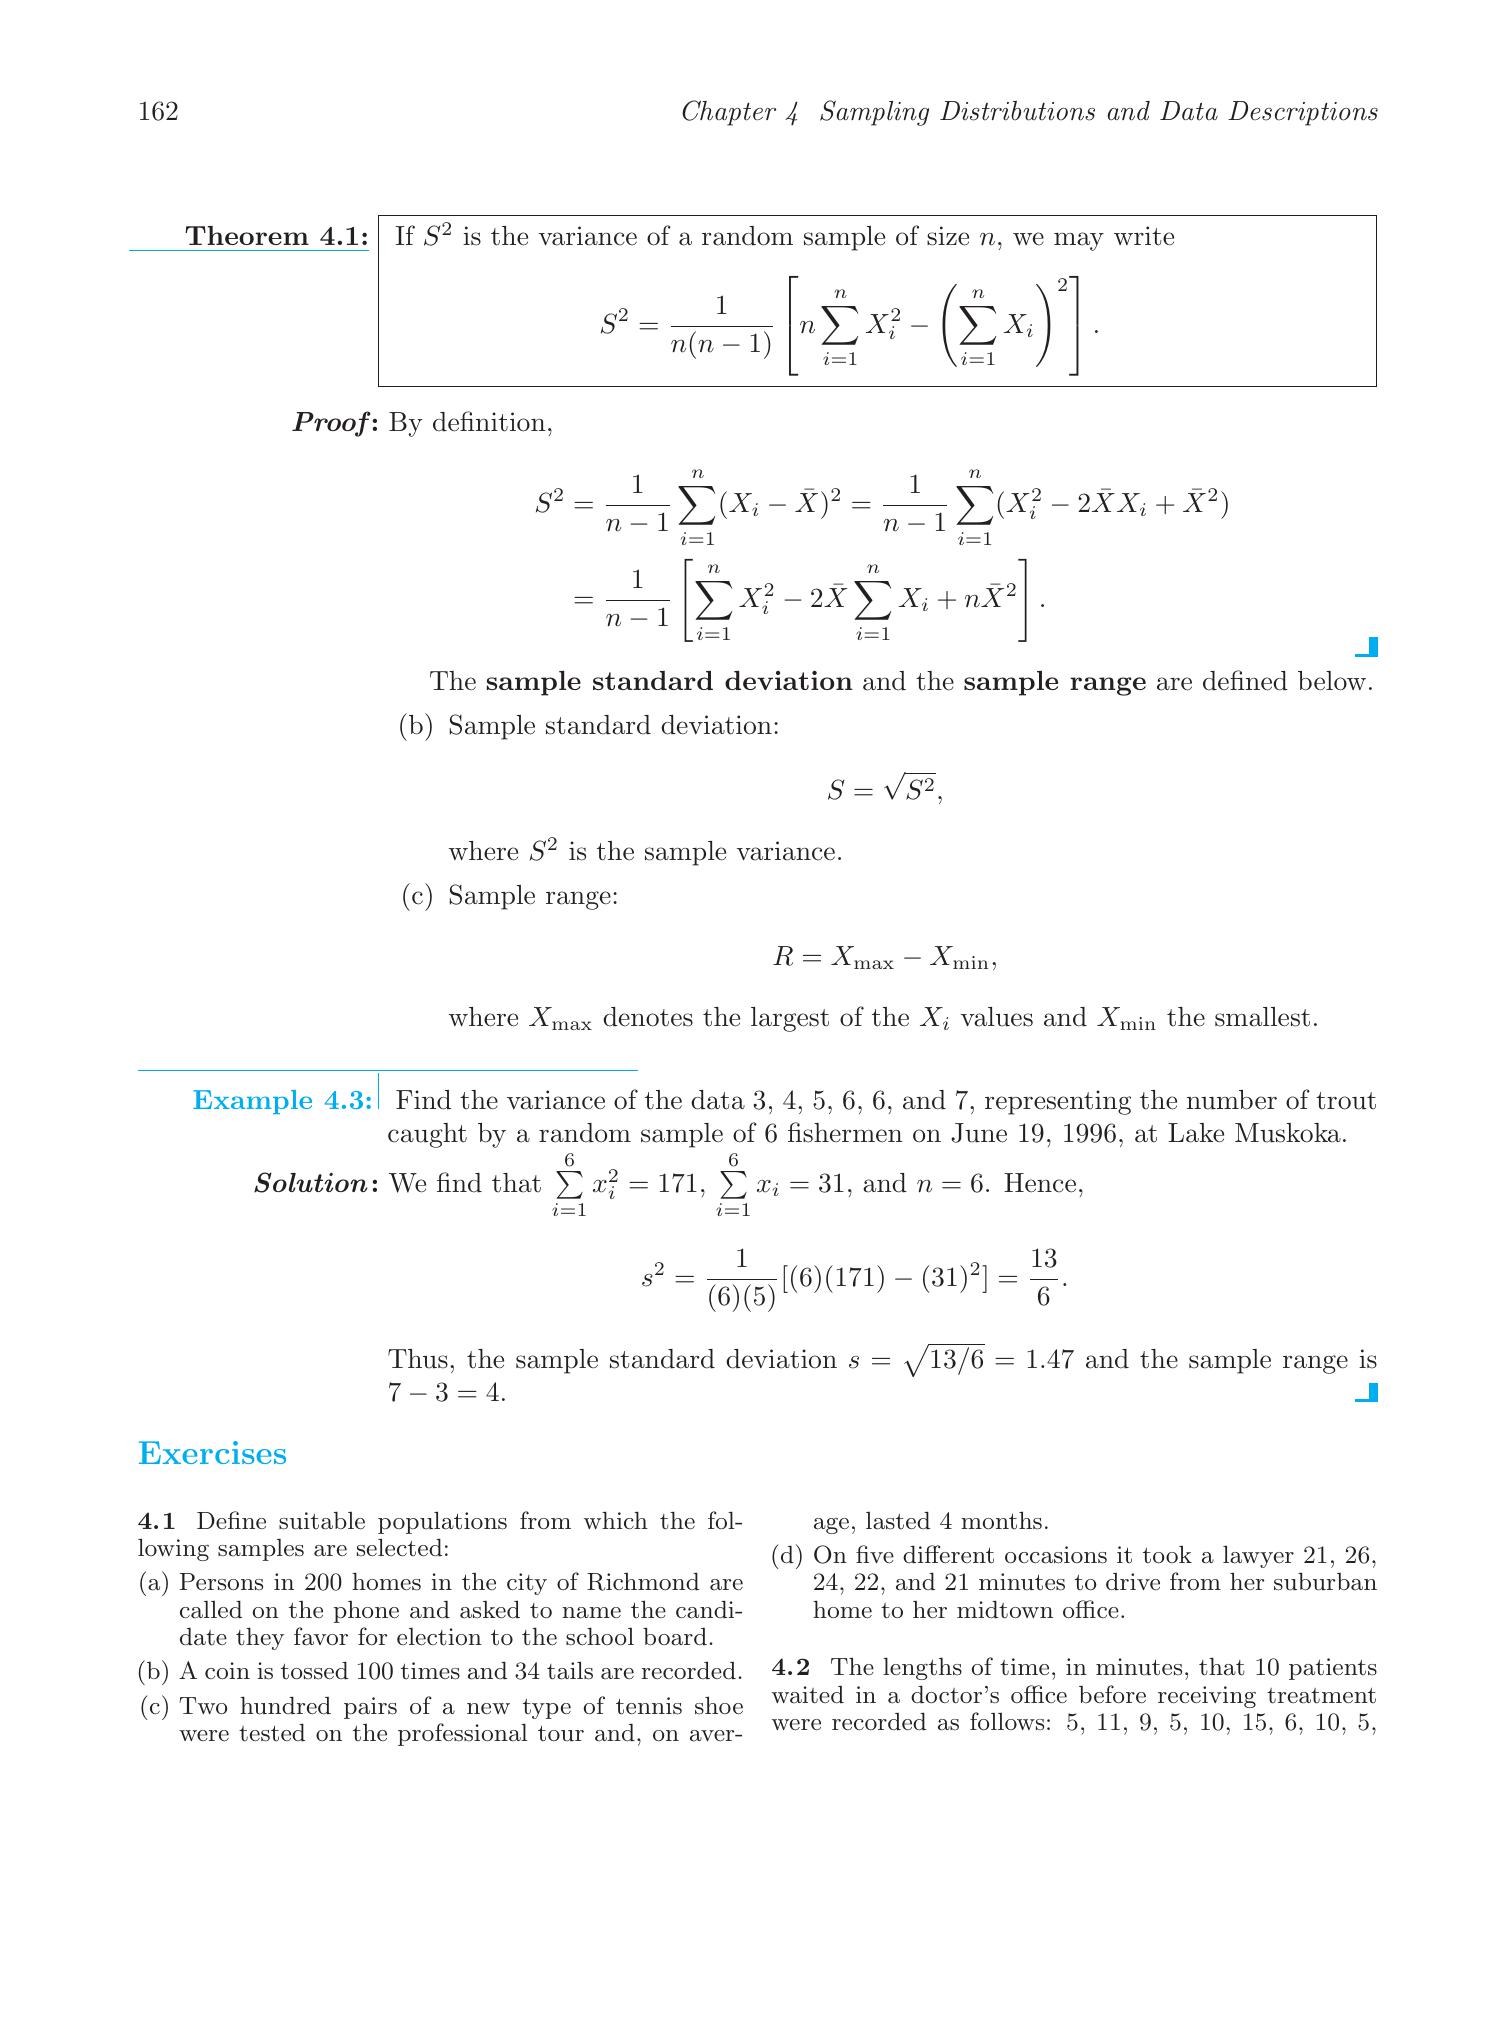 162 Chapter 4 Sampling Distributions and Data Descriptions
Theorem 4.1: If S² is the variance of a random sample of size n, we may write
S² = \frac{1}{n(n − 1)} \left[ n \sum_{i=1}^{n} X_i^2 − \left( \sum_{i=1}^{n} X_i \right)^2 \right].
Proof: By definition,
S² = \frac{1}{n − 1} \sum_{i=1}^{n} (X_i − \bar{X})^2 = \frac{1}{n − 1} \sum_{i=1}^{n} (X_i^2 − 2\bar{X}X_i + \bar{X}^2)
= \frac{1}{n − 1} \left[ \sum_{i=1}^{n} X_i^2 − 2\bar{X} \sum_{i=1}^{n} X_i + n\bar{X}^2 \right].
The sample standard deviation and the sample range are defined below.
(b) Sample standard deviation:
S = \sqrt{S^2},
where S² is the sample variance.
(c) Sample range:
R = X_{max} − X_{min},
where X_{max} denotes the largest of the X_i values and X_{min} the smallest.
Example 4.3: Find the variance of the data 3, 4, 5, 6, 6, and 7, representing the number of trout
caught by a random sample of 6 fishermen on June 19, 1996, at Lake Muskoka.
Solution: We find that \sum_{i=1}^{6} x_i^2 = 171, \sum_{i=1}^{6} x_i = 31, and n = 6. Hence,
s² = \frac{1}{(6)(5)} [(6)(171) − (31)²] = \frac{13}{6}.
Thus, the sample standard deviation s = \sqrt{13/6} = 1.47 and the sample range is
7 − 3 = 4.
Exercises
4.1 Define suitable populations from which the fol-
lowing samples are selected:
(a) Persons in 200 homes in the city of Richmond are
called on the phone and asked to name the candi-
date they favor for election to the school board.
(b) A coin is tossed 100 times and 34 tails are recorded.
(c) Two hundred pairs of a new type of tennis shoe
were tested on the professional tour and, on aver-
age, lasted 4 months.
(d) On five different occasions it took a lawyer 21, 26,
24, 22, and 21 minutes to drive from her suburban
home to her midtown office.
4.2 The lengths of time, in minutes, that 10 patients
waited in a doctor's office before receiving treatment
were recorded as follows: 5, 11, 9, 5, 10, 15, 6, 10, 5,